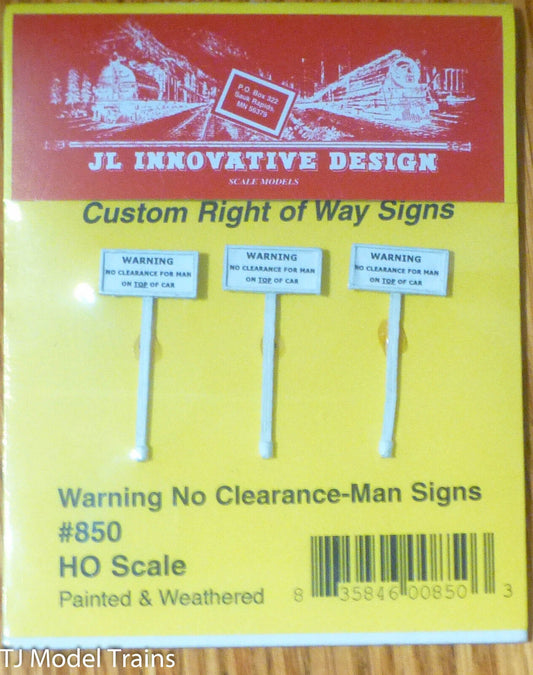 P.O. Box 322
Sauk Rapids,
MN 56379
JL INNOVATIVE DESIGN
SCALE MODELS
Custom Right of Way Signs
WARNING
NO CLEARANCE FOR MAN
ON TOP OF CAR
WARNING
NO CLEARANCE FOR MAN
ON TOP OF CAR
WARNING
NO CLEARANCE FOR MAN
ON TOP OF CAR
Warning No Clearance-Man Signs
#850
HO Scale
Painted & Weathered
8 35846 00850 3
TJ Model Trains